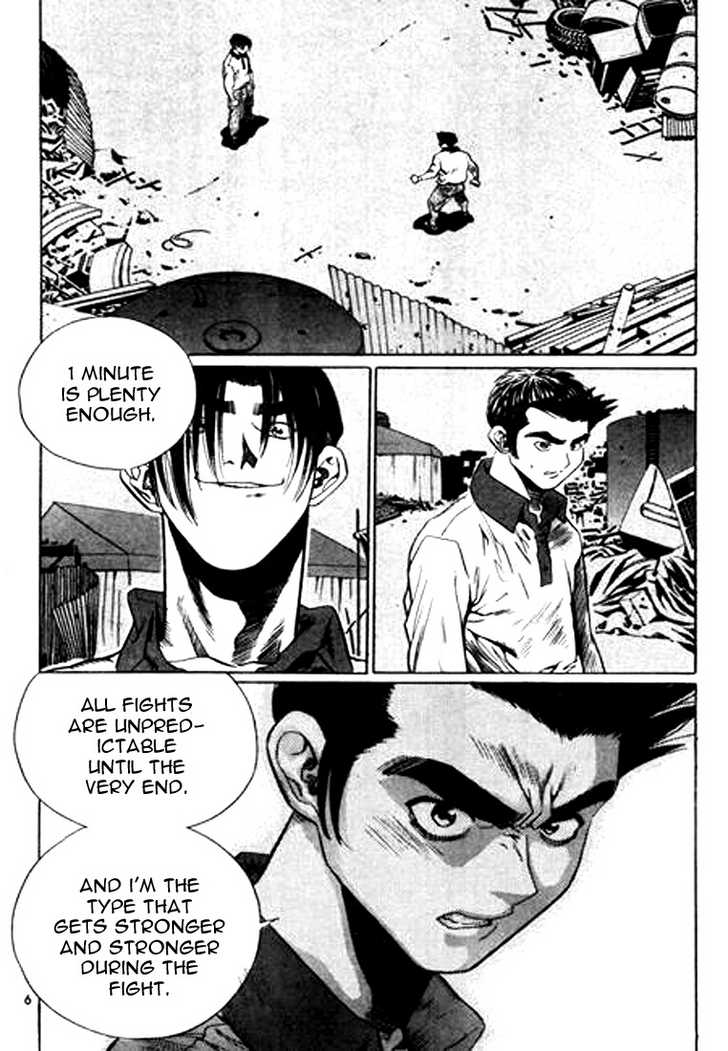 1 MINUTE
IS PLENTY
ENOUGH.
ALL FIGHTS
ARE UNPRED-
ICTABLE
UNTIL THE
VERY END.
AND I'M THE
TYPE THAT
GETS STRONGER
AND STRONGER
DURING THE
FIGHT.
6